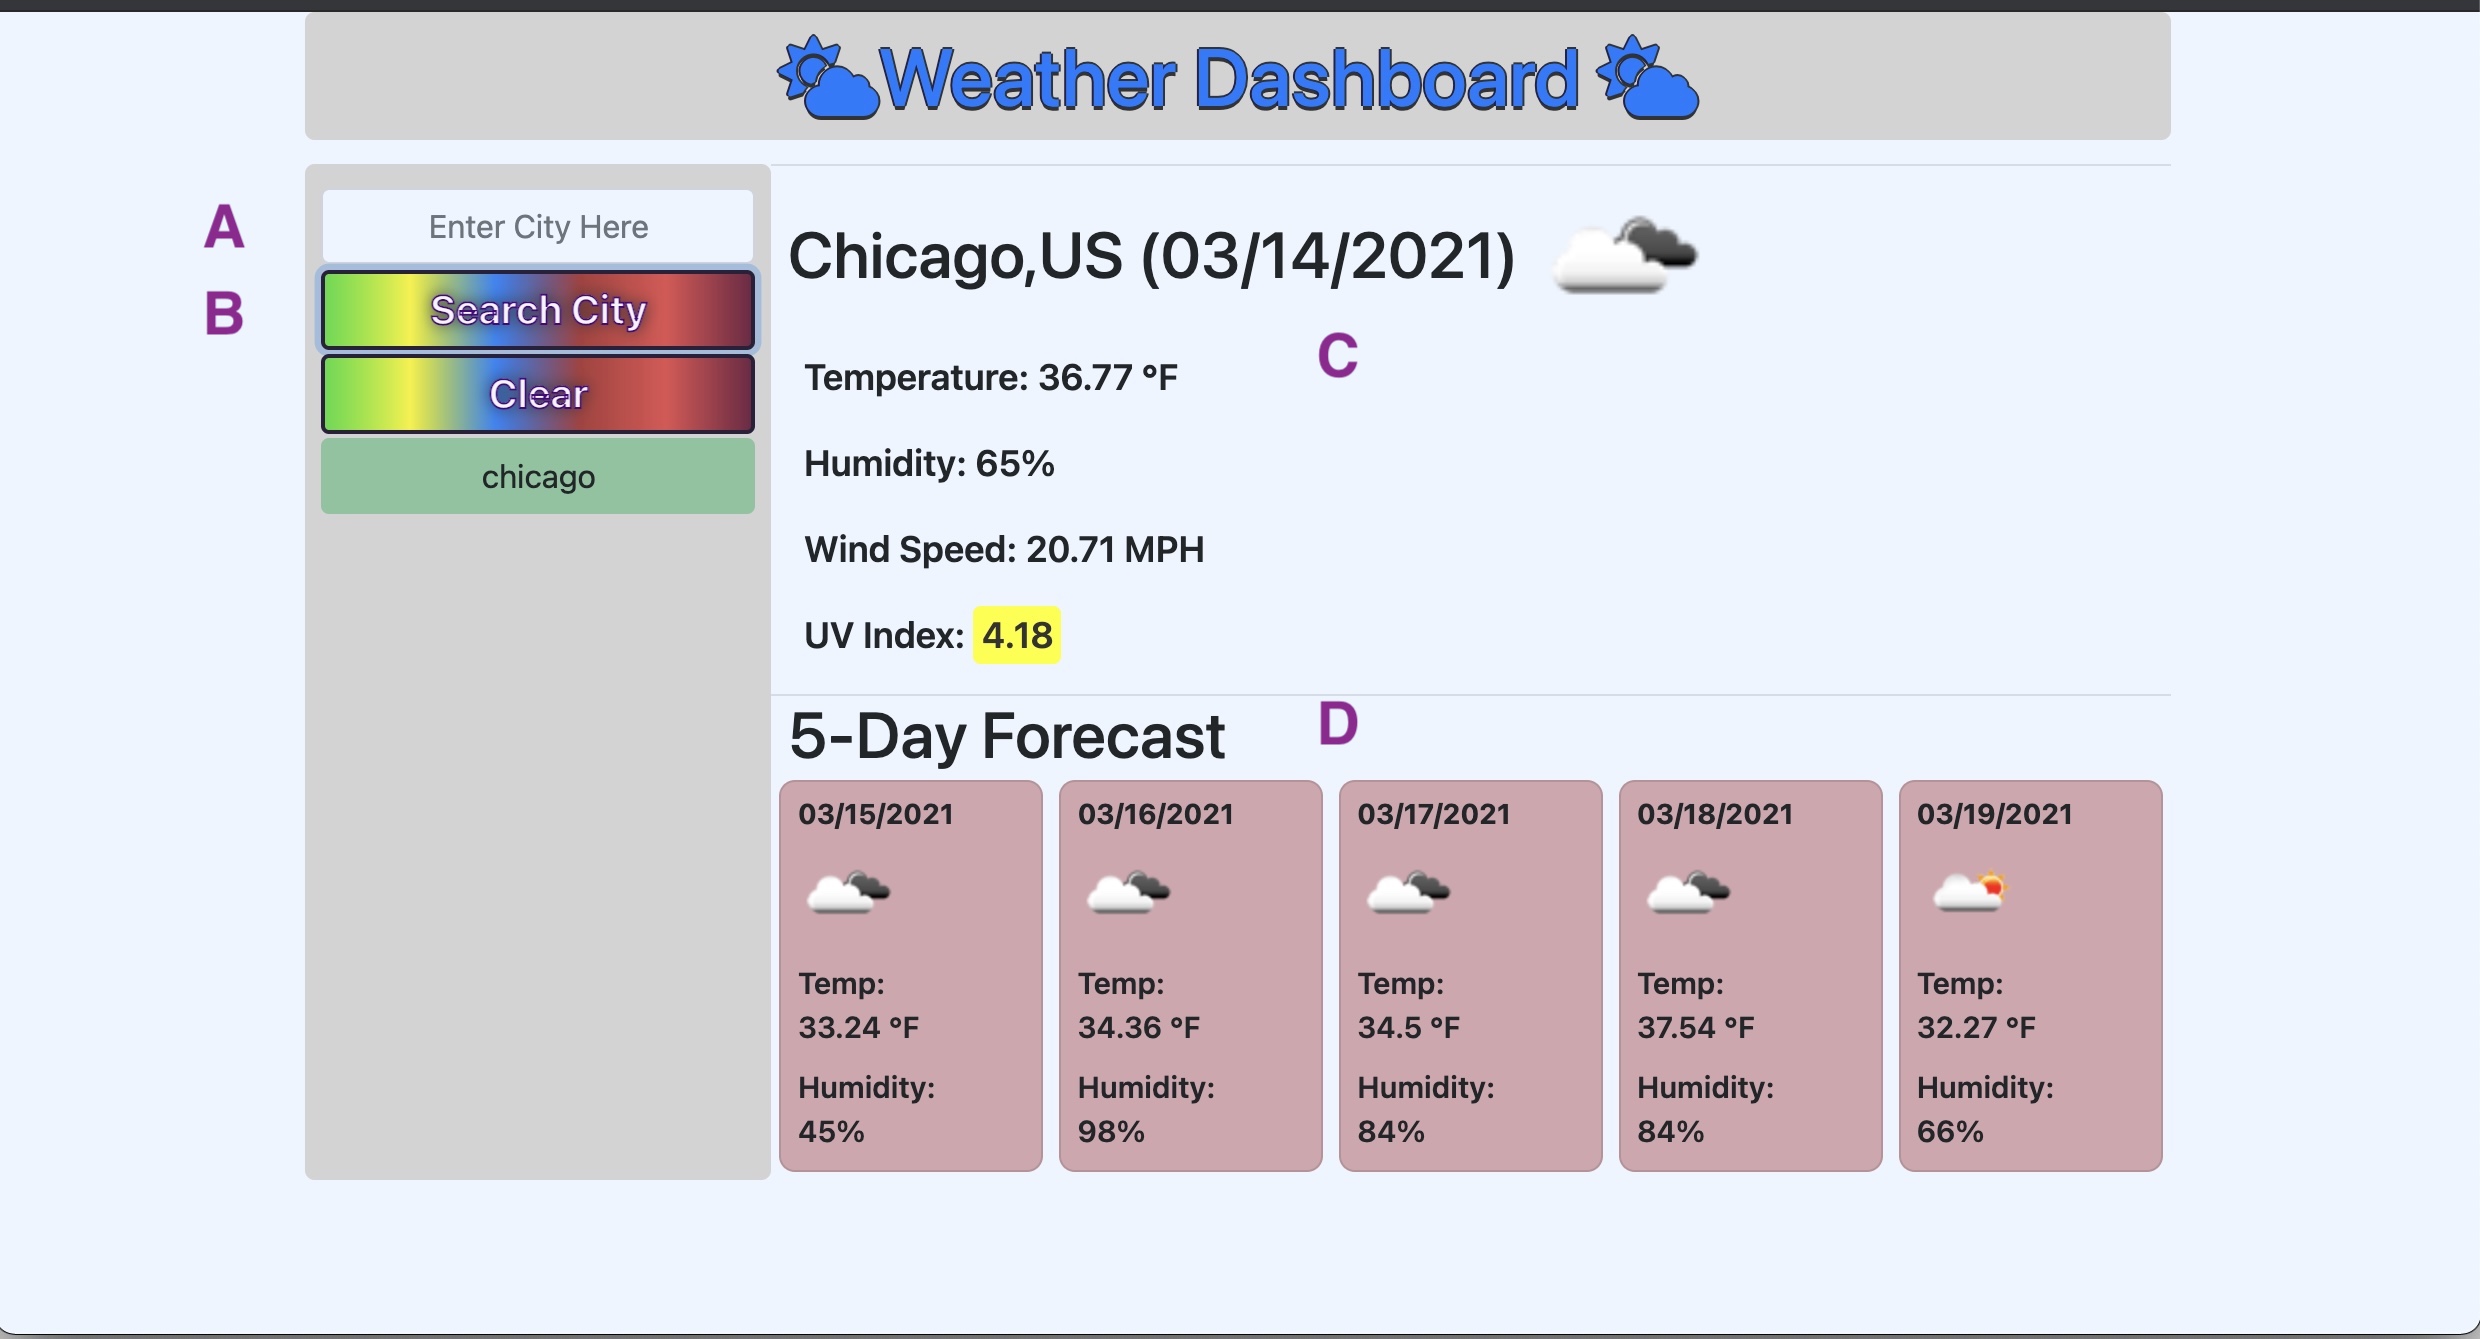 Weather Dashboard
A
Enter City Here
B
Search City
Clear
chicago
Chicago,US (03/14/2021)
C
Temperature: 36.77 °F
Humidity: 65%
Wind Speed: 20.71 MPH
UV Index: 4.18
5-Day Forecast
D
03/15/2021
Temp:
33.24 °F
Humidity:
45%
03/16/2021
Temp:
34.36 °F
Humidity:
98%
03/17/2021
Temp:
34.5 °F
Humidity:
84%
03/18/2021
Temp:
37.54 °F
Humidity:
84%
03/19/2021
Temp:
32.27 °F
Humidity:
66%